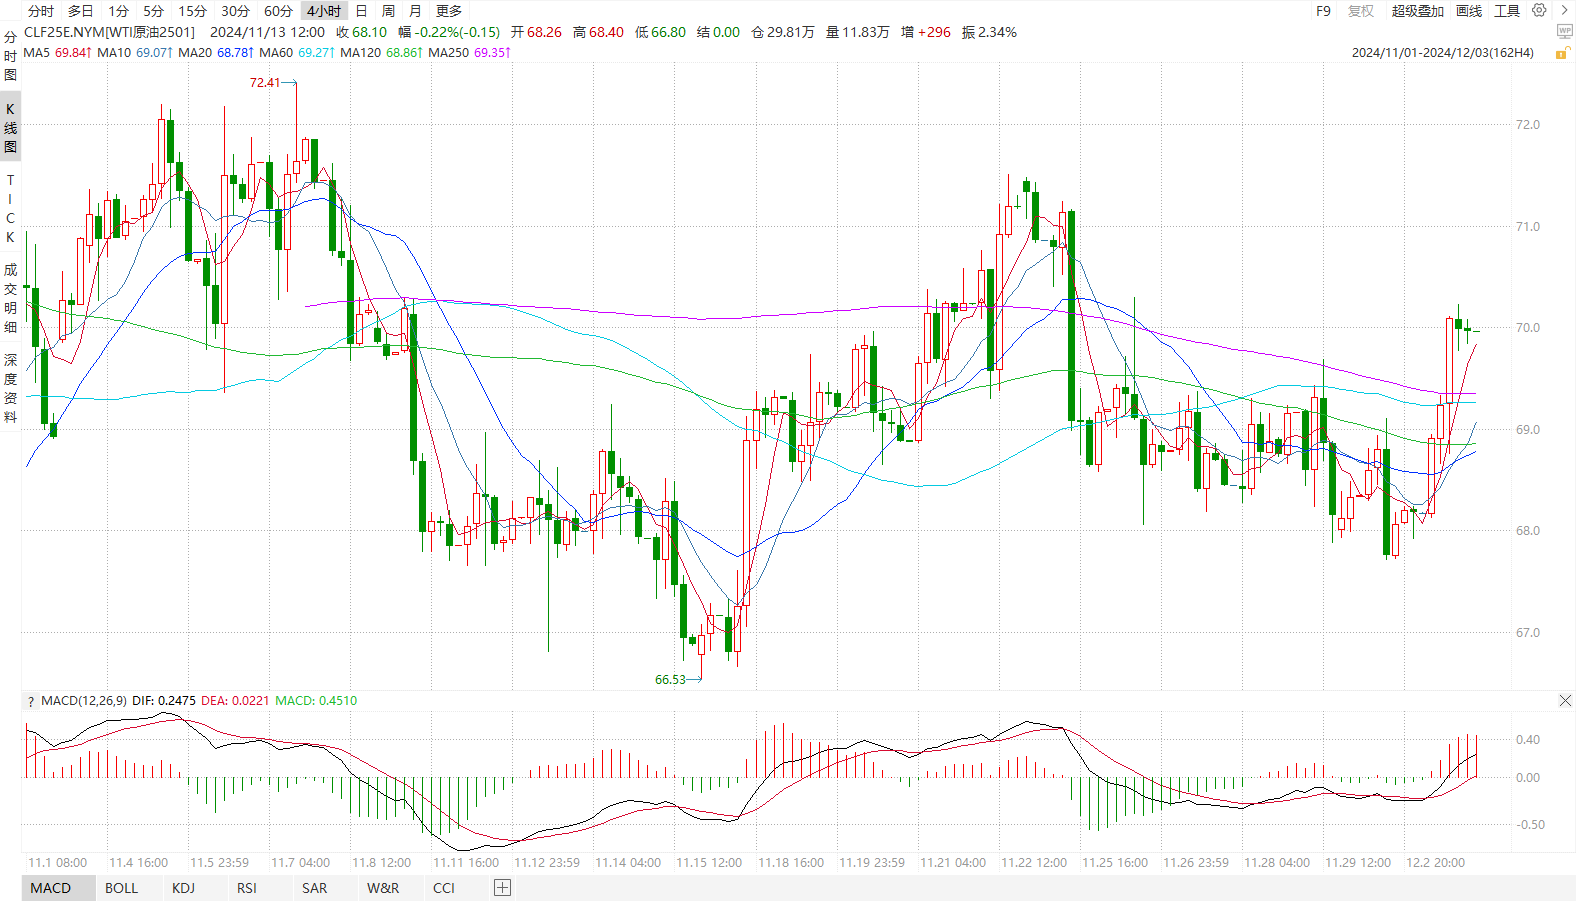 分时 多日 1分 5分 15分 30分 60分 4小时 日 周 月 更多 F9 复权 超级叠加 画线 工具
CLF25E.NYM[WTI原油2501] 2024/11/13 12:00 收 68.10 幅 -0.22%(-0.15) 开 68.26 高 68.40 低 66.80 结 0.00 仓 29.81万 量 11.83万 增 +296 振 2.34%
MA5 69.84↑ MA10 69.07↑ MA20 68.78↑ MA60 69.27↑ MA120 68.86↑ MA250 69.35↑ 2024/11/01-2024/12/03(162H4)
WP
分时图
K线图
TICK
成交明细
深度资料
72.41
72.0
71.0
70.0
69.0
68.0
67.0
66.53
? MACD(12,26,9) DIF: 0.2475 DEA: 0.0221 MACD: 0.4510
0.40
0.00
-0.50
11.1 08:00 11.4 16:00 11.5 23:59 11.7 04:00 11.8 12:00 11.11 16:00 11.12 23:59 11.14 04:00 11.15 12:00 11.18 16:00 11.19 23:59 11.21 04:00 11.22 12:00 11.25 16:00 11.26 23:59 11.28 04:00 11.29 12:00 12.2 20:00
MACD BOLL KDJ RSI SAR W&R CCI